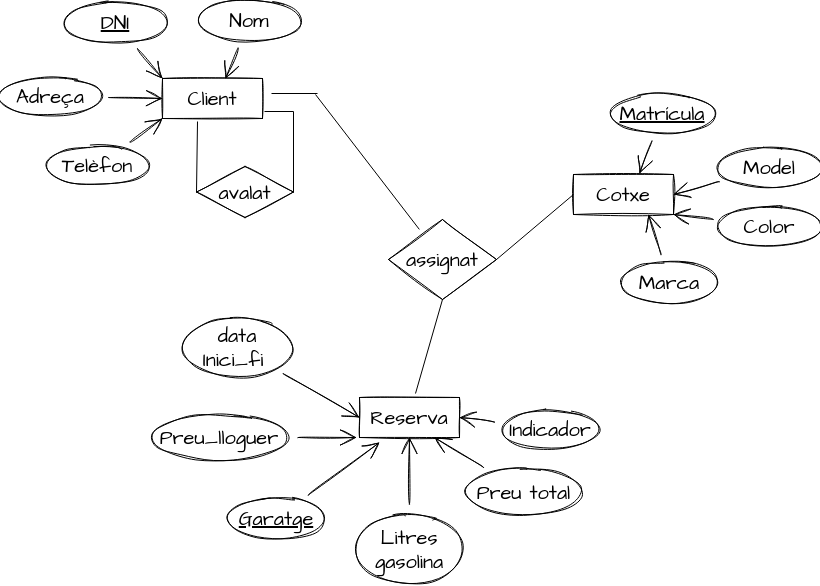 DNI
Nom
Client
Adreça
Telèfon
avalat
Matrícula
Model
Cotxe
Color
Marca
assignat
data
Inici_fi
Reserva
Indicador
Preu_lloguer
Preu total
Garatge
Litres
gasolina